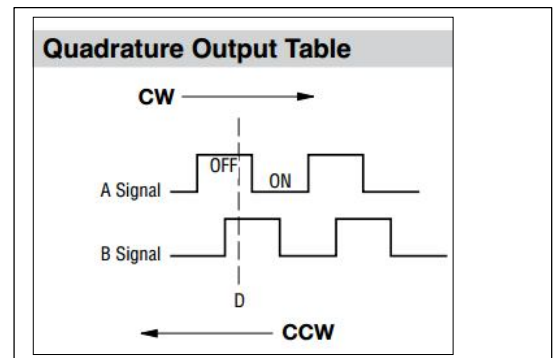 Quadrature Output Table
CW
OFF
ON
A Signal
B Signal
D
CCW